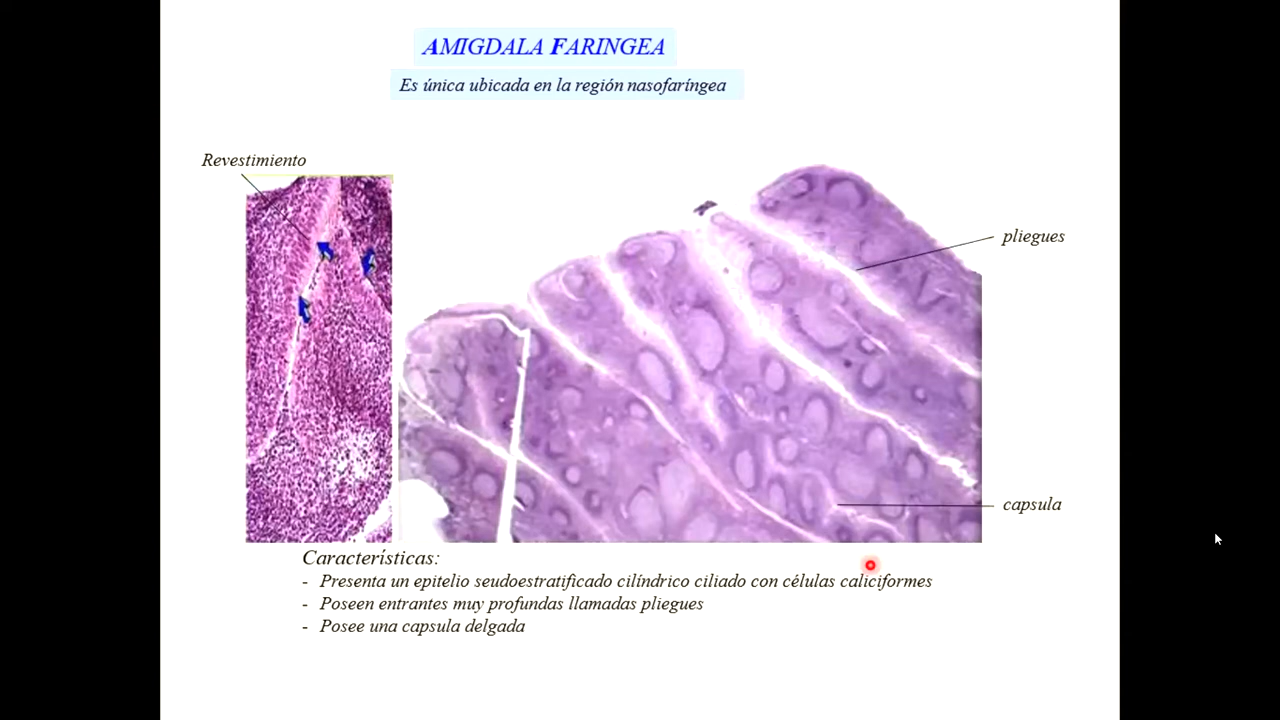 AMIGDALA FARINGEA
Es única ubicada en la región nasofaríngea
Revestimiento
pliegues
capsula
Características:
- Presenta un epitelio seudoestratificado cilíndrico ciliado con células caliciformes
- Poseen entrantes muy profundas llamadas pliegues
- Posee una capsula delgada